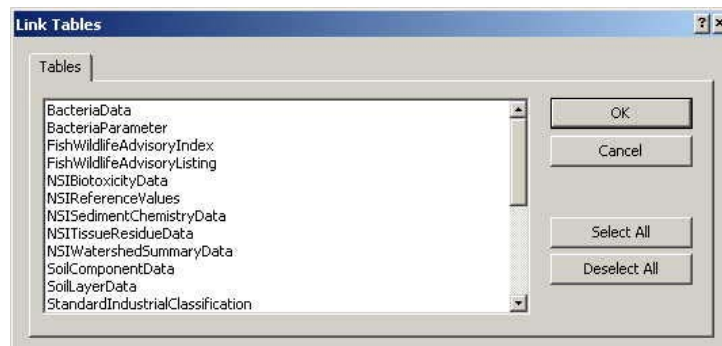 Link Tables
Tables
BacteriaData
BacteriaParameter
FishWildlifeAdvisoryIndex
FishWildlifeAdvisoryListing
NSIBiotoxicityData
NSIReferenceValues
NSISedimentChemistryData
NSITissueResidueData
NSIWatershedSummaryData
SoilComponentData
SoilLayerData
StandardIndustrialClassification
OK
Cancel
Select All
Deselect All